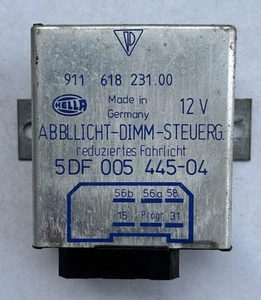 911 618 231.00
HELLA
Made in
Germany
12 V
ABBLLICHT-DIMM-STEUERG.
reduziertes Fahrlicht
5DF 005 445-04
56b 56a 58
15 Progr. 31